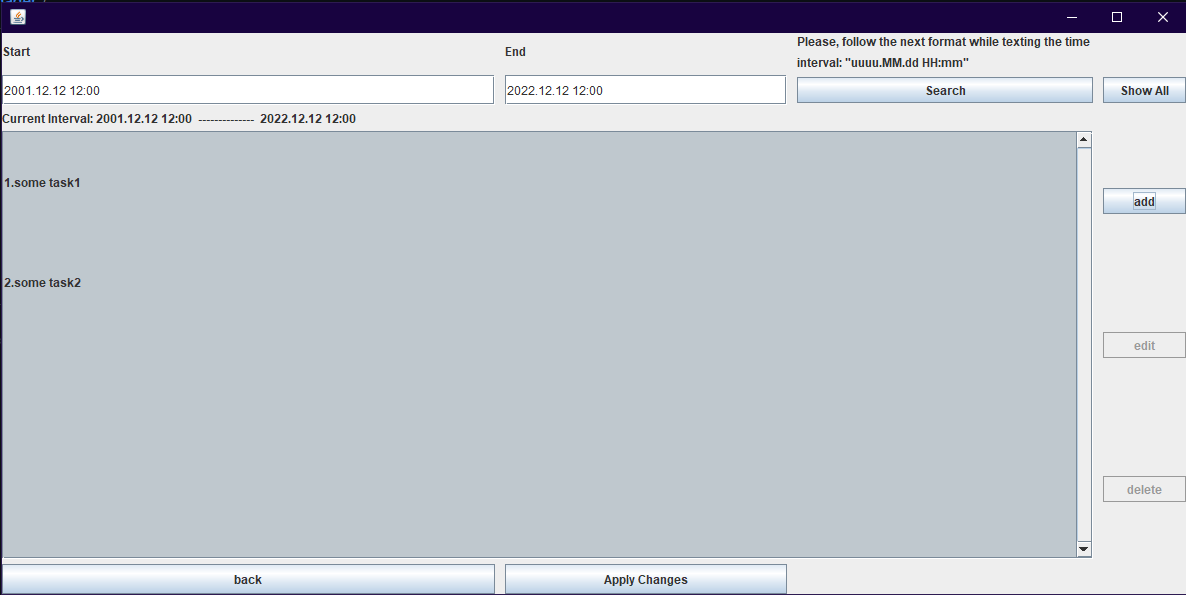 Start
End
Please, follow the next format while texting the time
interval: "uuuu.MM.dd HH:mm"
2001.12.12 12:00
2022.12.12 12:00
Search
Show All
Current Interval: 2001.12.12 12:00 -------------- 2022.12.12 12:00
1.some task1
add
2.some task2
edit
delete
back
Apply Changes